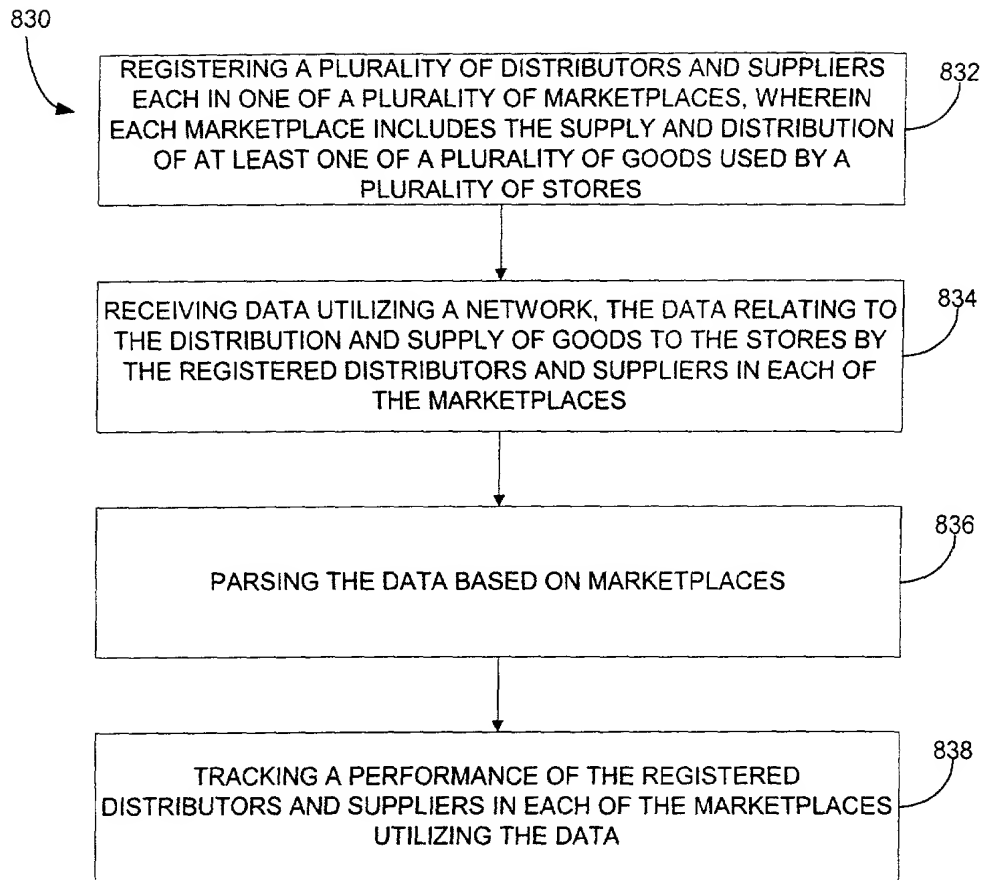 830
REGISTERING A PLURALITY OF DISTRIBUTORS AND SUPPLIERS
EACH IN ONE OF A PLURALITY OF MARKETPLACES, WHEREIN
EACH MARKETPLACE INCLUDES THE SUPPLY AND DISTRIBUTION
OF AT LEAST ONE OF A PLURALITY OF GOODS USED BY A
PLURALITY OF STORES
832
RECEIVING DATA UTILIZING A NETWORK, THE DATA RELATING TO
THE DISTRIBUTION AND SUPPLY OF GOODS TO THE STORES BY
THE REGISTERED DISTRIBUTORS AND SUPPLIERS IN EACH OF
THE MARKETPLACES
834
PARSING THE DATA BASED ON MARKETPLACES
836
TRACKING A PERFORMANCE OF THE REGISTERED
DISTRIBUTORS AND SUPPLIERS IN EACH OF THE MARKETPLACES
UTILIZING THE DATA
838